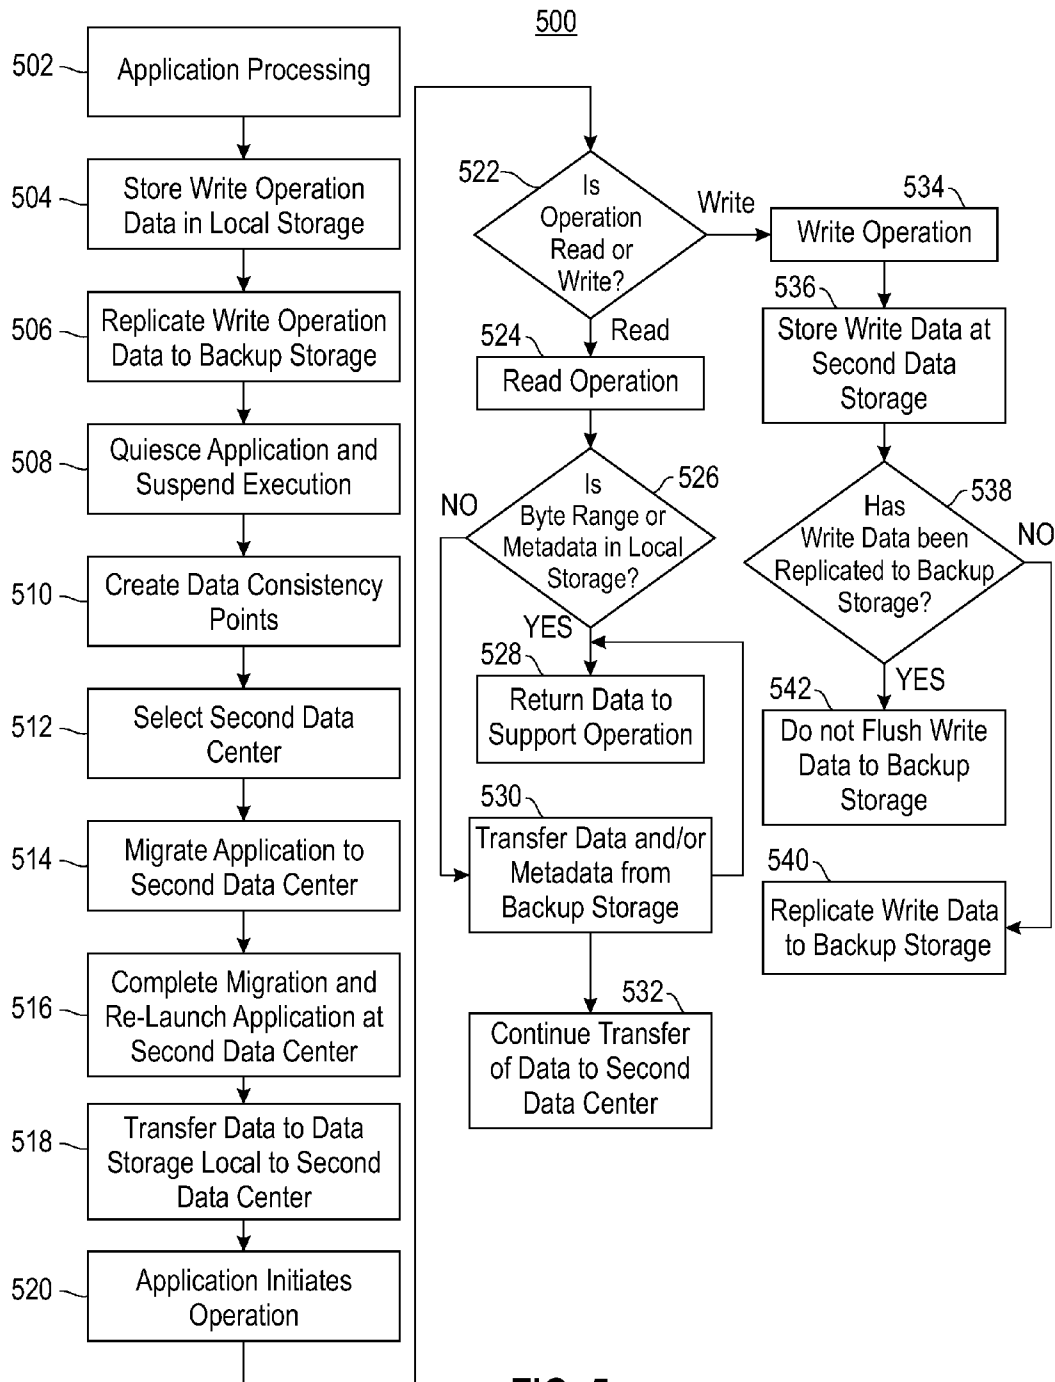 500
502
Application Processing
504
Store Write Operation
Data in Local Storage
506
Replicate Write Operation
Data to Backup Storage
508
Quiesce Application and
Suspend Execution
510
Create Data Consistency
Points
512
Select Second Data
Center
514
Migrate Application to
Second Data Center
516
Complete Migration and
Re-Launch Application at
Second Data Center
518
Transfer Data to Data
Storage Local to Second
Data Center
520
Application Initiates
Operation
522
Is
Operation
Read or
Write?
Write
Read
524
Read Operation
526
Is
Byte Range or
Metadata in Local
Storage?
NO
YES
528
Return Data to
Support Operation
530
Transfer Data and/or
Metadata from
Backup Storage
532
Continue Transfer
of Data to Second
Data Center
534
Write Operation
536
Store Write Data at
Second Data
Storage
538
Has
Write Data been
Replicated to Backup
Storage?
NO
YES
542
Do not Flush Write
Data to Backup
Storage
540
Replicate Write Data
to Backup Storage
FIG. 5